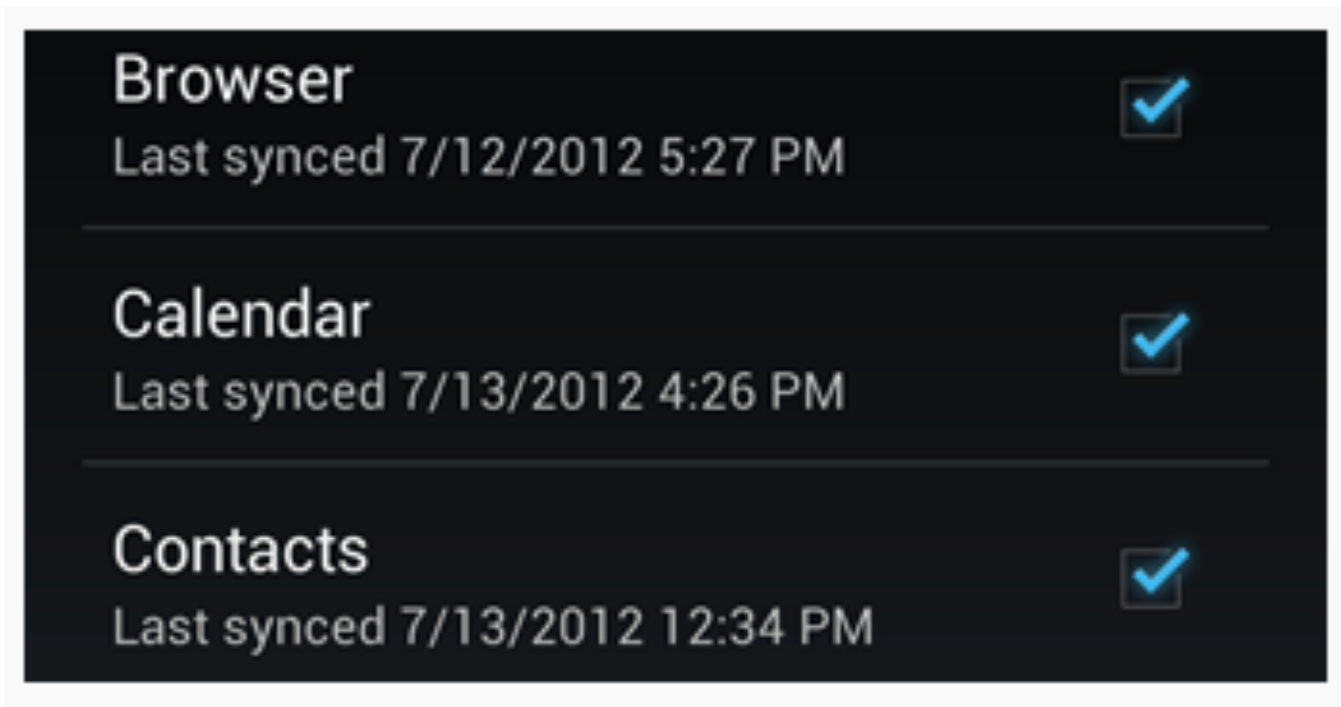 Browser
Last synced 7/12/2012 5:27 PM
Calendar
Last synced 7/13/2012 4:26 PM
Contacts
Last synced 7/13/2012 12:34 PM